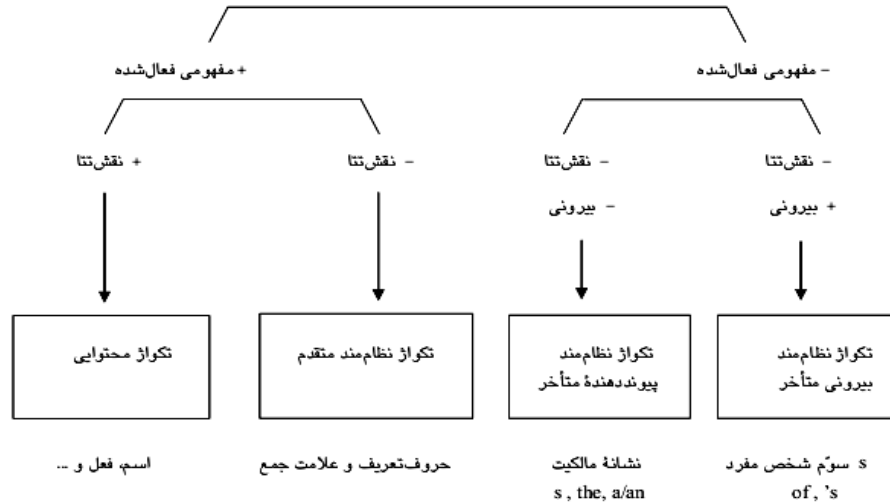 - مفهومی فعال‌شده
+ مفهومی فعال‌شده
- نقش‌تتا
- نقش‌تتا
- نقش‌تتا
+ نقش‌تتا
+ بیرونی
- بیرونی
تکواژ نظام‌مند
بیرونی متأخر
تکواژ نظام‌مند
پیونددهندهٔ متأخر
تکواژ نظام‌مند متقدم
تکواژ محتوایی
s سوّم شخص مفرد
of , 's
نشانهٔ مالکیت
s , the, a/an
حروف‌تعریف و علامت جمع
اسم، فعل و ...